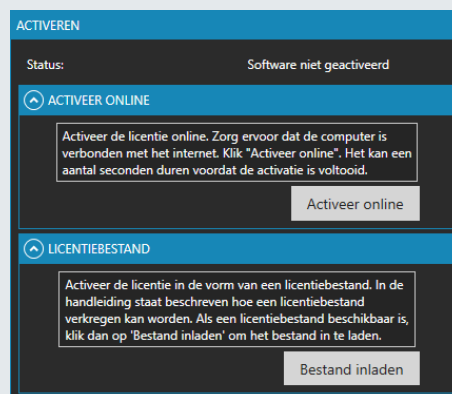 ACTIVEREN
Status: Software niet geactiveerd
ACTIVEER ONLINE
Activeer de licentie online. Zorg ervoor dat de computer is
verbonden met het internet. Klik "Activeer online". Het kan een
aantal seconden duren voordat de activatie is voltooid.
Activeer online
LICENTIEBESTAND
Activeer de licentie in de vorm van een licentiebestand. In de
handleiding staat beschreven hoe een licentiebestand
verkregen kan worden. Als een licentiebestand beschikbaar is,
klik dan op 'Bestand inladen' om het bestand in te laden.
Bestand inladen